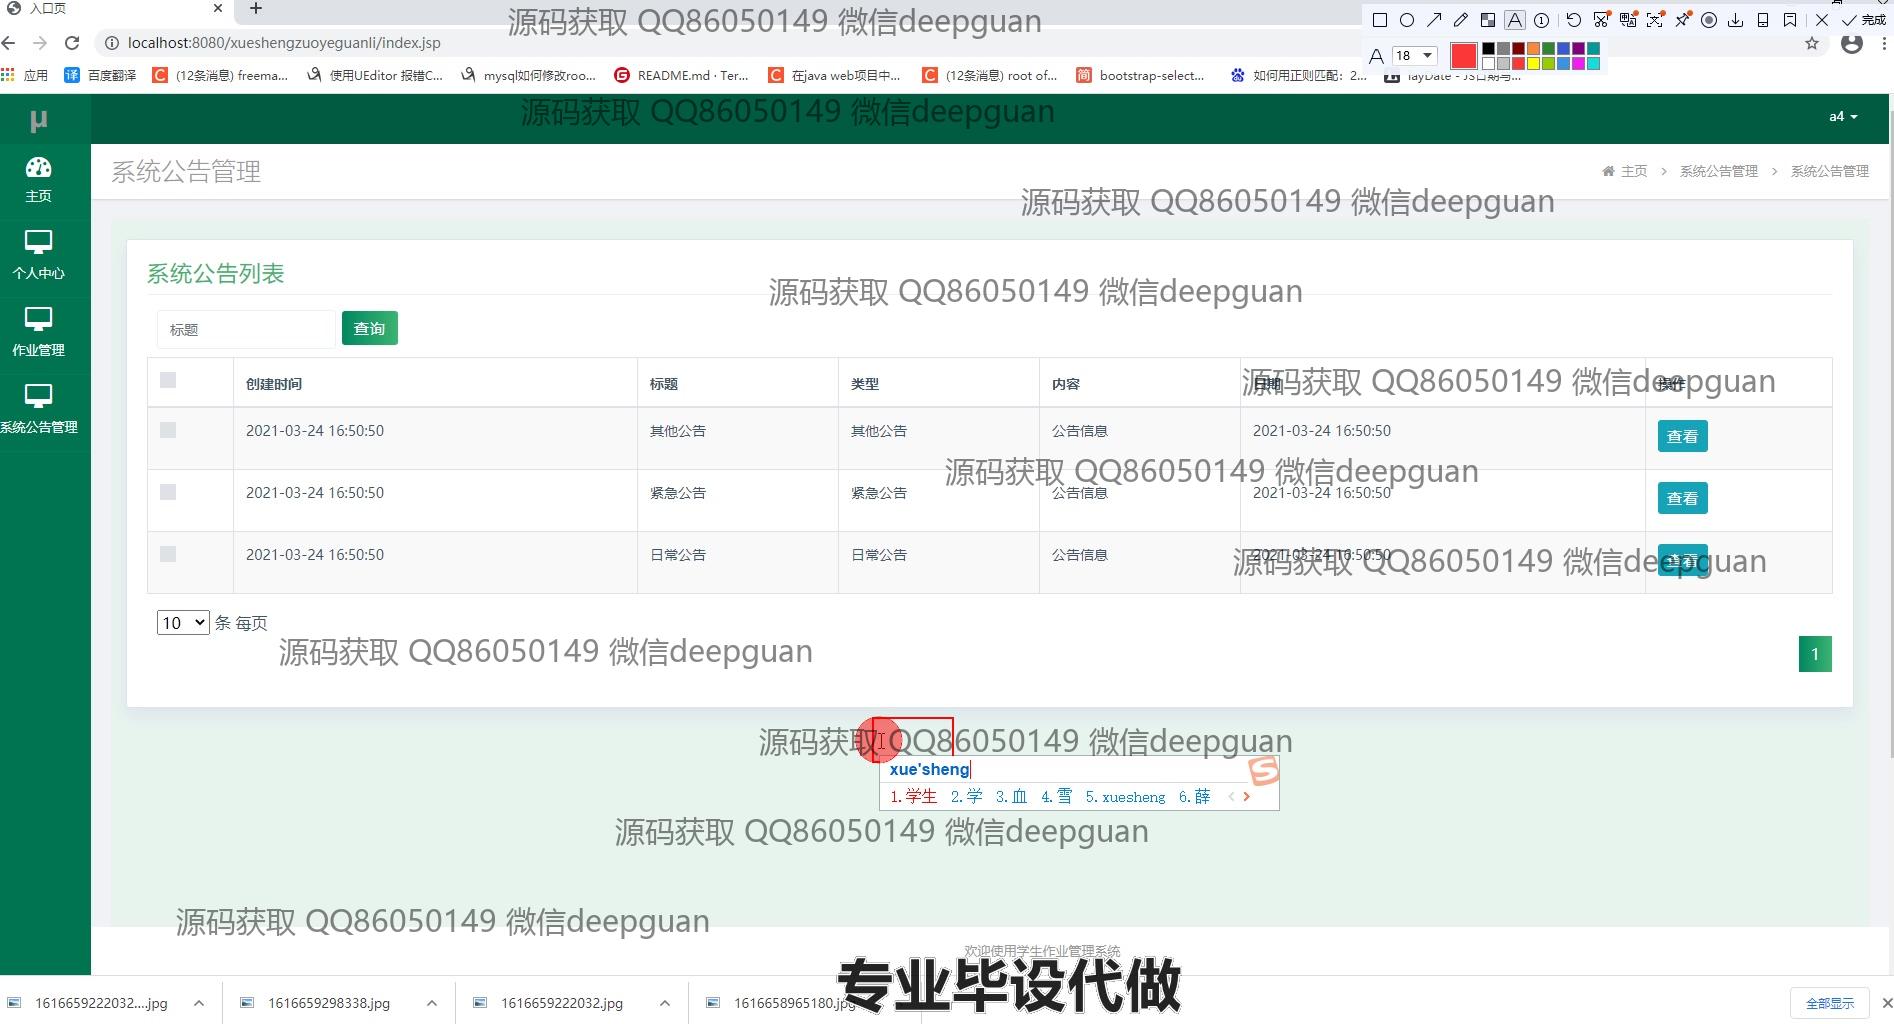 入口页
源码获取 QQ86050149 微信deepguan
完成
localhost:8080/xueshengzuoyeguanli/index.jsp
A 18
应用 百度翻译 (12条消息) freema... 使用UEditor 报错C... mysql如何修改roo... README.md · Ter... 在java web项目中... (12条消息) root of... bootstrap-select... 如何用正则匹配：2... layDate - JS日期与...
源码获取 QQ86050149 微信deepguan
μ
a4
系统公告管理
主页 > 系统公告管理 > 系统公告管理
主页
源码获取 QQ86050149 微信deepguan
个人中心
系统公告列表
源码获取 QQ86050149 微信deepguan
标题 查询
作业管理
创建时间 标题 类型 内容 日期 操作
源码获取 QQ86050149 微信deepguan
系统公告管理
2021-03-24 16:50:50 其他公告 其他公告 公告信息 2021-03-24 16:50:50 查看
源码获取 QQ86050149 微信deepguan
2021-03-24 16:50:50 紧急公告 紧急公告 公告信息 2021-03-24 16:50:50 查看
2021-03-24 16:50:50 日常公告 日常公告 公告信息 2021-03-24 16:50:50 查看
源码获取 QQ86050149 微信deepguan
10 条 每页
源码获取 QQ86050149 微信deepguan
1
源码获取 QQ86050149 微信deepguan
xue'sheng
1.学生 2.学 3.血 4.雪 5.xuesheng 6.薛
源码获取 QQ86050149 微信deepguan
源码获取 QQ86050149 微信deepguan
欢迎使用学生作业管理系统
专业毕设代做
1616659222032....jpg 1616659298338.jpg 1616659222032.jpg 1616658965180.jpg 全部显示